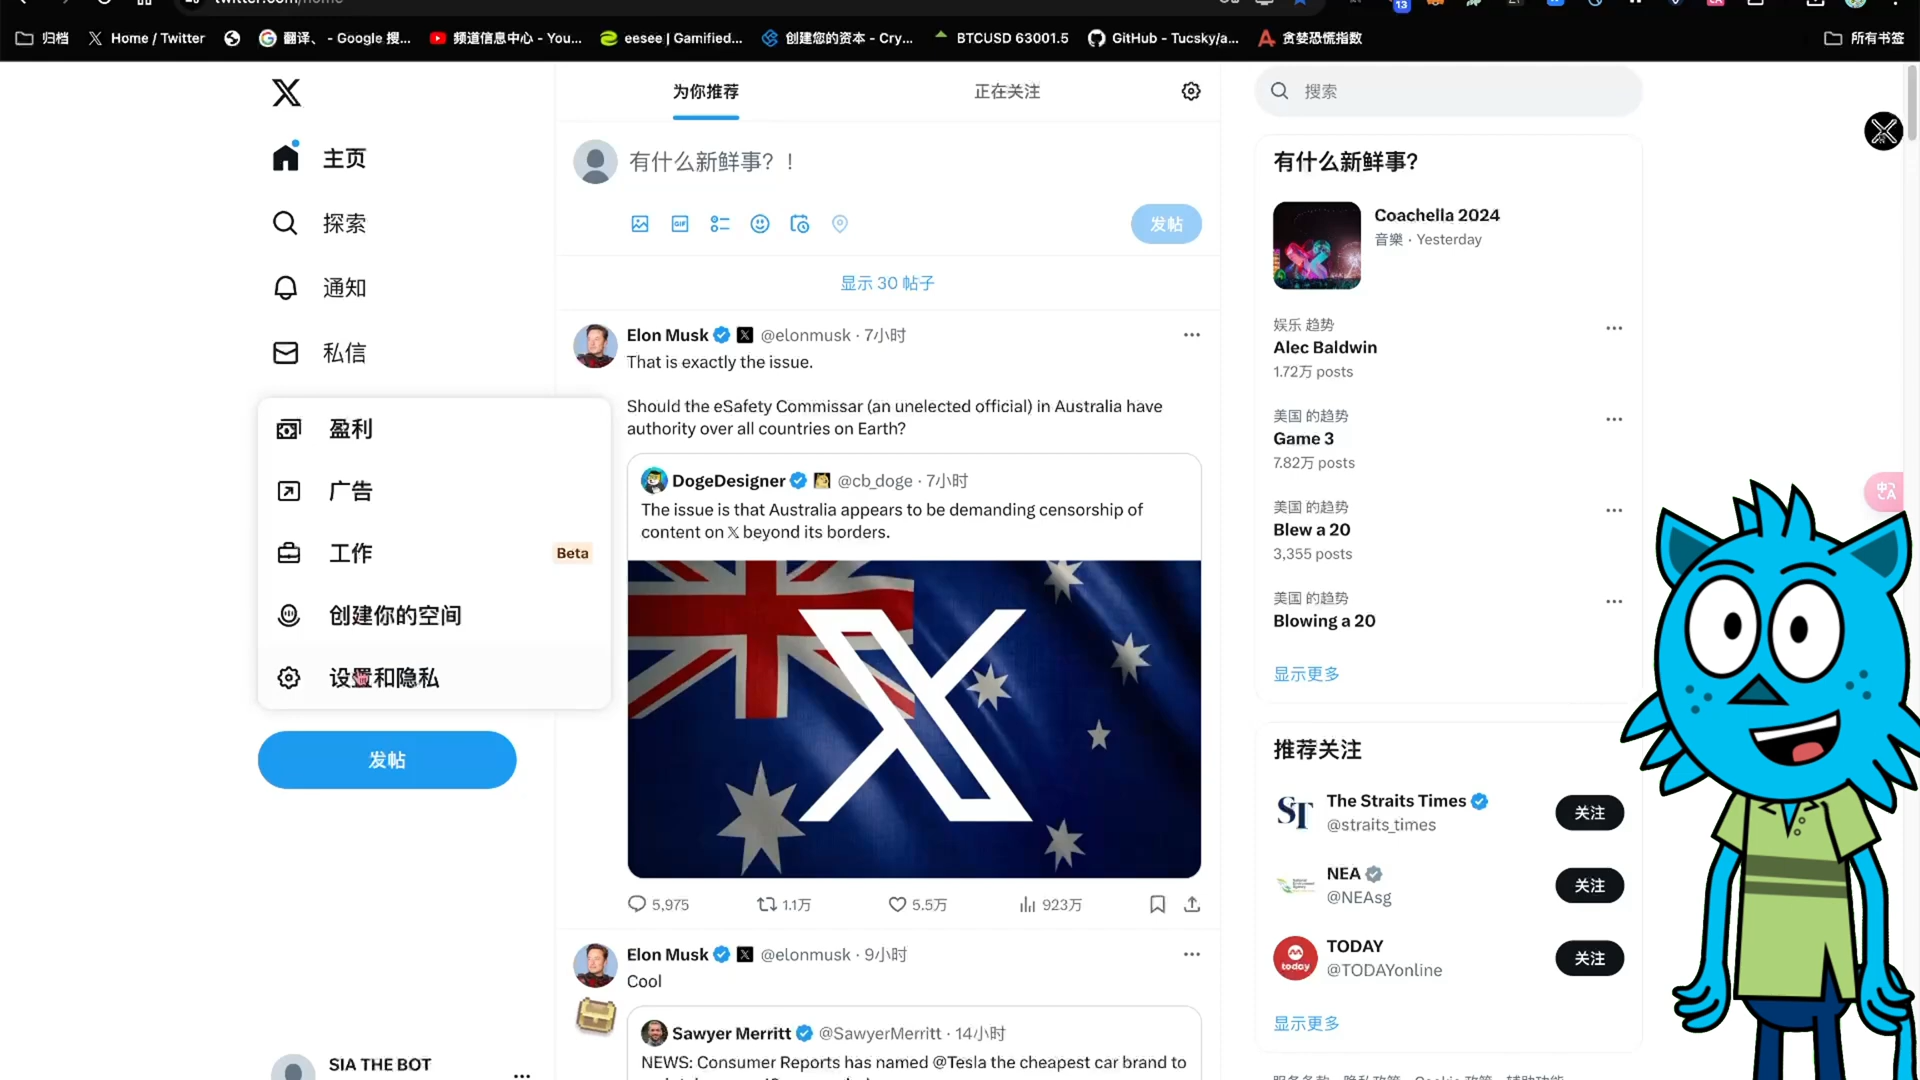 13
归档
Home / Twitter
翻译、 - Google 搜...
频道信息中心 - You...
eesee | Gamified...
创建您的资本 - Cry...
BTCUSD 63001.5
GitHub - Tucsky/a...
贪婪恐慌指数
所有书签
主页
探索
通知
私信
盈利
广告
工作
Beta
创建你的空间
设置和隐私
发帖
SIA THE BOT
为你推荐
正在关注
有什么新鲜事？！
GIF
发帖
显示 30 帖子
Elon Musk @elonmusk · 7小时
That is exactly the issue.
Should the eSafety Commissar (an unelected official) in Australia have
authority over all countries on Earth?
DogeDesigner @cb_doge · 7小时
The issue is that Australia appears to be demanding censorship of
content on 𝕏 beyond its borders.
5,975
1.1万
5.5万
923万
Elon Musk @elonmusk · 9小时
Cool
Sawyer Merritt @SawyerMerritt · 14小时
NEWS: Consumer Reports has named @Tesla the cheapest car brand to
搜索
有什么新鲜事?
Coachella 2024
音樂 · Yesterday
娱乐 趋势
Alec Baldwin
1.72万 posts
美国 的趋势
Game 3
7.82万 posts
美国 的趋势
Blew a 20
3,355 posts
美国 的趋势
Blowing a 20
显示更多
推荐关注
ST
The Straits Times
@straits_times
关注
NEA
@NEAsg
关注
today
TODAY
@TODAYonline
关注
显示更多